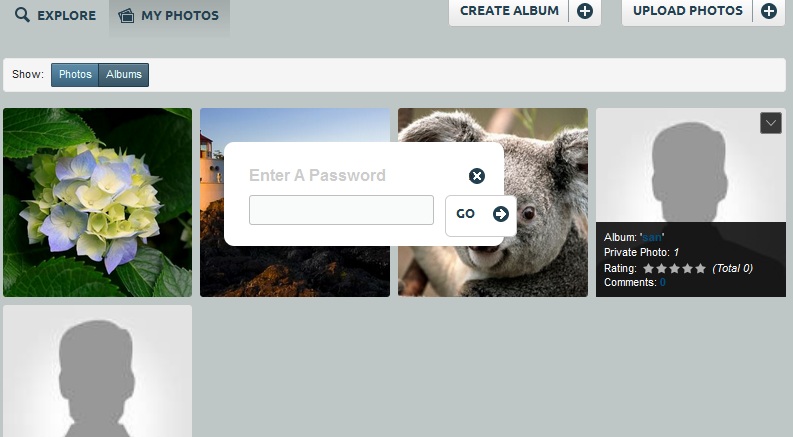 EXPLORE
MY PHOTOS
CREATE ALBUM
UPLOAD PHOTOS
Show: Photos Albums
Enter A Password
GO
Album: 'san'
Private Photo: 1
Rating: (Total 0)
Comments: 0